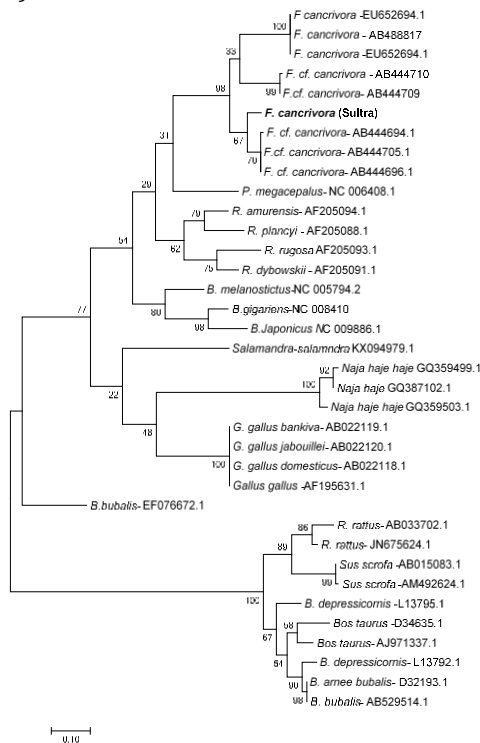 100 F cancrivora -EU652694.1
33 F. cancrivora - AB488817
F. cancrivora -EU652694.1
98 F. cf. cancrivora - AB444710
99 F.cf. cancrivora- AB444709
F. cancrivora (Sultra)
67 F. cf. cancrivora- AB444694.1
31 F.cf. cancrivora- AB444705.1
70 F. cf. cancrivora- AB444696.1
29 P. megacepalus- NC 006408.1
79 R. amurensis- AF205094.1
R. plancyi - AF205088.1
54 62 R. rugosa AF205093.1
75 R. dybowskii - AF205091.1
B. melanostictus-NC 005794.2
80 B.gigariens-NC 008410
77 98 B.Japonicus NC 009886.1
Salamandra-salamdra KX094979.1
92 Naja haje haje GQ359499.1
22 100 Naja haje GQ387102.1
Naja haje haje GQ359503.1
48 G. gallus bankiva- AB022119.1
G. gallus jabouillei- AB022120.1
100 G. gallus domesticus- AB022118.1
Gallus gallus -AF195631.1
B.bubalis- EF076672.1
86 R. rattus-AB033702.1
89 R. rattus- JN675624.1
Sus scrofa-AB015083.1
99 Sus scrofa-AM492624.1
100 B. depressicornis -L13795.1
58 Bos taurus -D34635.1
67 Bos taurus-AJ971337.1
54 B. depressicornis- L13792.1
90 B. arnee bubalis- D32193.1
98 B. bubalis- AB529514.1
0.10